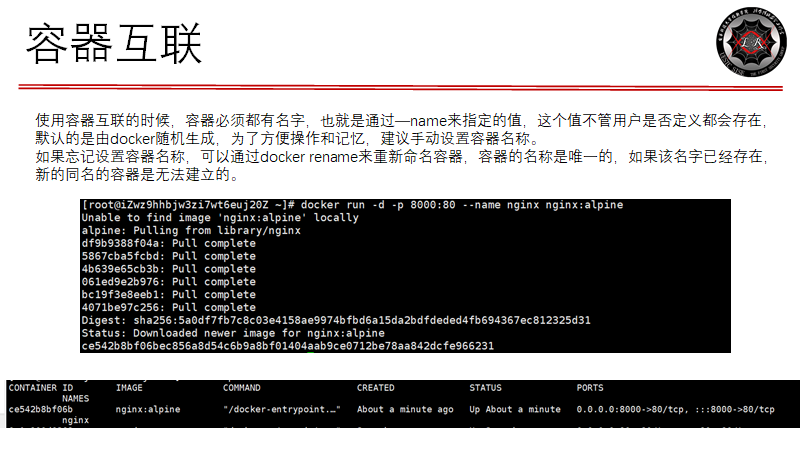 容器互联
使用容器互联的时候，容器必须都有名字，也就是通过—name来指定的值，这个值不管用户是否定义都会存在，
默认的是由docker随机生成，为了方便操作和记忆，建议手动设置容器名称。
如果忘记设置容器名称，可以通过docker rename来重新命名容器，容器的名称是唯一的，如果该名字已经存在，
新的同名的容器是无法建立的。
[root@iZwz9hhbjw3zi7wt6euj20Z ~]# docker run -d -p 8000:80 --name nginx nginx:alpine
Unable to find image 'nginx:alpine' locally
alpine: Pulling from library/nginx
df9b9388f04a: Pull complete
5867cba5fcbd: Pull complete
4b639e65cb3b: Pull complete
061ed9e2b976: Pull complete
bc19f3e8eeb1: Pull complete
4071be97c256: Pull complete
Digest: sha256:5a0df7fb7c8c03e4158ae9974bfbd6a15da2bdfdeded4fb694367ec812325d31
Status: Downloaded newer image for nginx:alpine
ce542b8bf06bec856a8d54c6b9a8bf01404aab9ce0712be78aa842dcfe966231
CONTAINER ID IMAGE COMMAND CREATED STATUS PORTS
NAMES
ce542b8bf06b nginx:alpine "/docker-entrypoint.…" About a minute ago Up About a minute 0.0.0.0:8000->80/tcp, :::8000->80/tcp
nginx